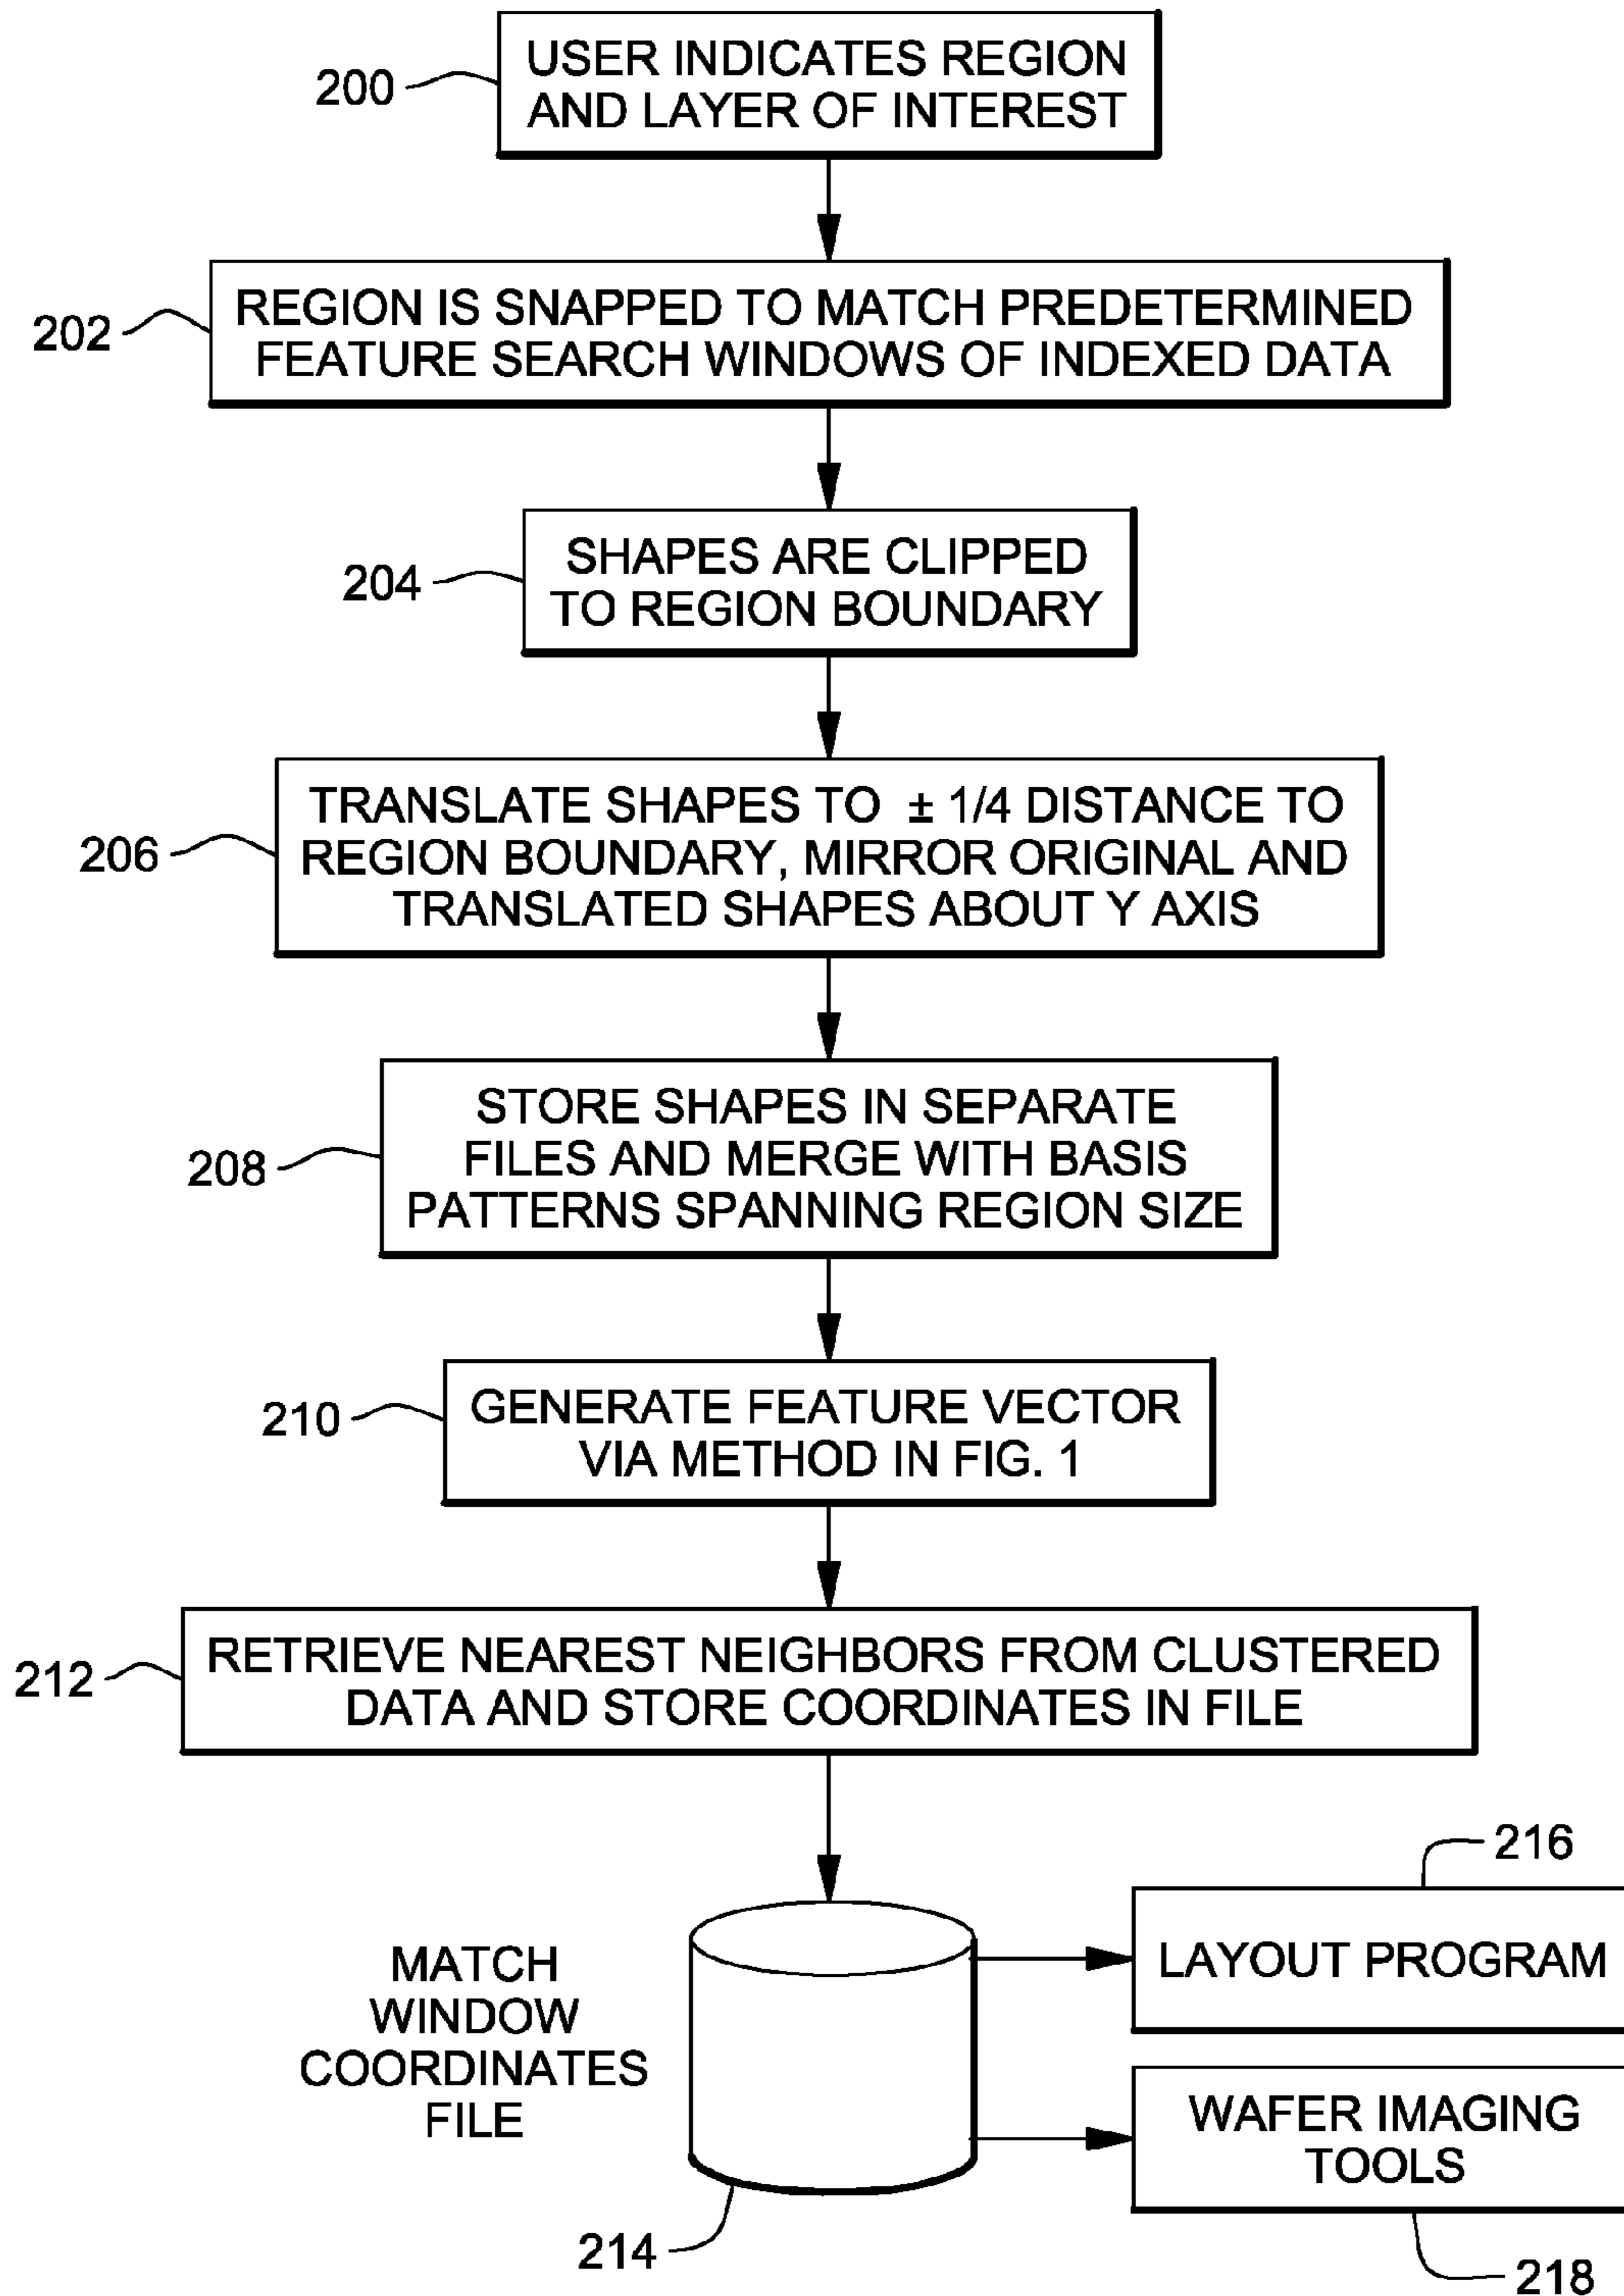 200
USER INDICATES REGION
AND LAYER OF INTEREST
202
REGION IS SNAPPED TO MATCH PREDETERMINED
FEATURE SEARCH WINDOWS OF INDEXED DATA
204
SHAPES ARE CLIPPED
TO REGION BOUNDARY
206
TRANSLATE SHAPES TO ± 1/4 DISTANCE TO
REGION BOUNDARY, MIRROR ORIGINAL AND
TRANSLATED SHAPES ABOUT Y AXIS
208
STORE SHAPES IN SEPARATE
FILES AND MERGE WITH BASIS
PATTERNS SPANNING REGION SIZE
210
GENERATE FEATURE VECTOR
VIA METHOD IN FIG. 1
212
RETRIEVE NEAREST NEIGHBORS FROM CLUSTERED
DATA AND STORE COORDINATES IN FILE
MATCH
WINDOW
COORDINATES
FILE
214
216
LAYOUT PROGRAM
WAFER IMAGING
TOOLS
218